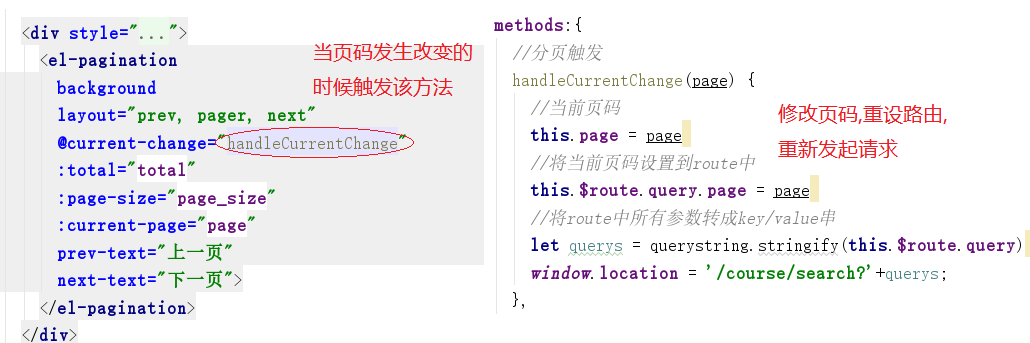 <div style="...">
<el-pagination
background
layout="prev, pager, next"
@current-change="handleCurrentChange"
:total="total"
:page-size="page_size"
:current-page="page"
prev-text="上一页"
next-text="下一页">
</el-pagination>
</div>
当页码发生改变的
时候触发该方法
methods:{
//分页触发
handleCurrentChange(page) {
//当前页码
this.page = page
//将当前页码设置到route中
this.$route.query.page = page
//将route中所有参数转成key/value串
let querys = querystring.stringify(this.$route.query)
window.location = '/course/search?'+querys;
},
修改页码,重设路由,
重新发起请求